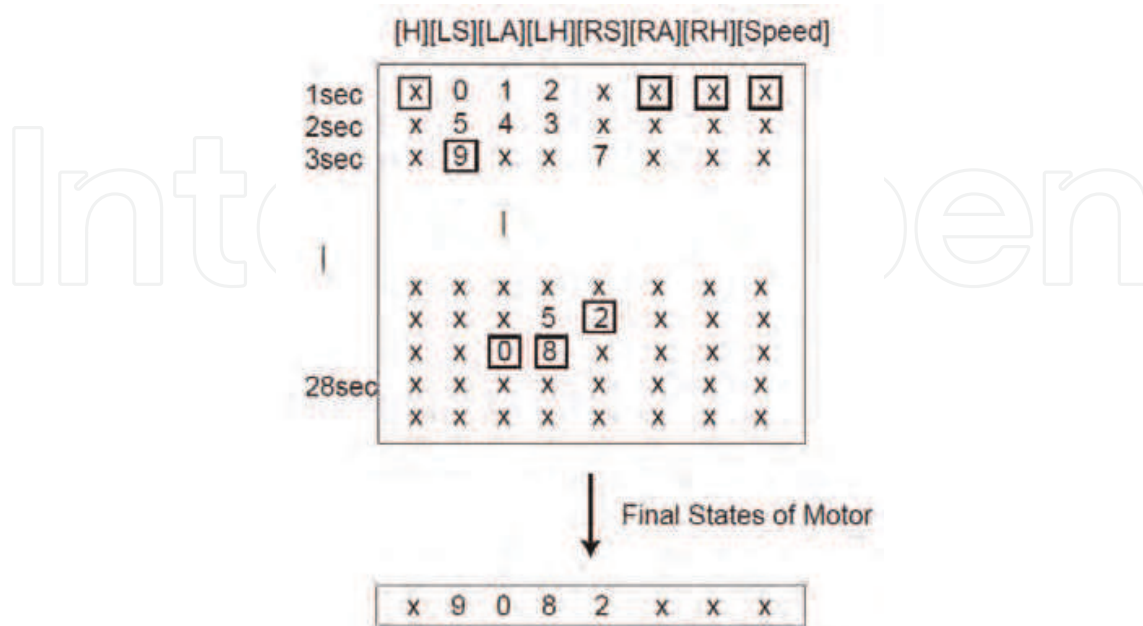 [H][LS][LA][LH][RS][RA][RH][Speed]
1sec x 0 1 2 x x x x
2sec x 5 4 3 x x x x
3sec x 9 x x 7 x x x
|
|
x x x x x x x x
x x x 5 2 x x x
x x 0 8 x x x x
28sec x x x x x x x x
x x x x x x x x
Final States of Motor
x 9 0 8 2 x x x